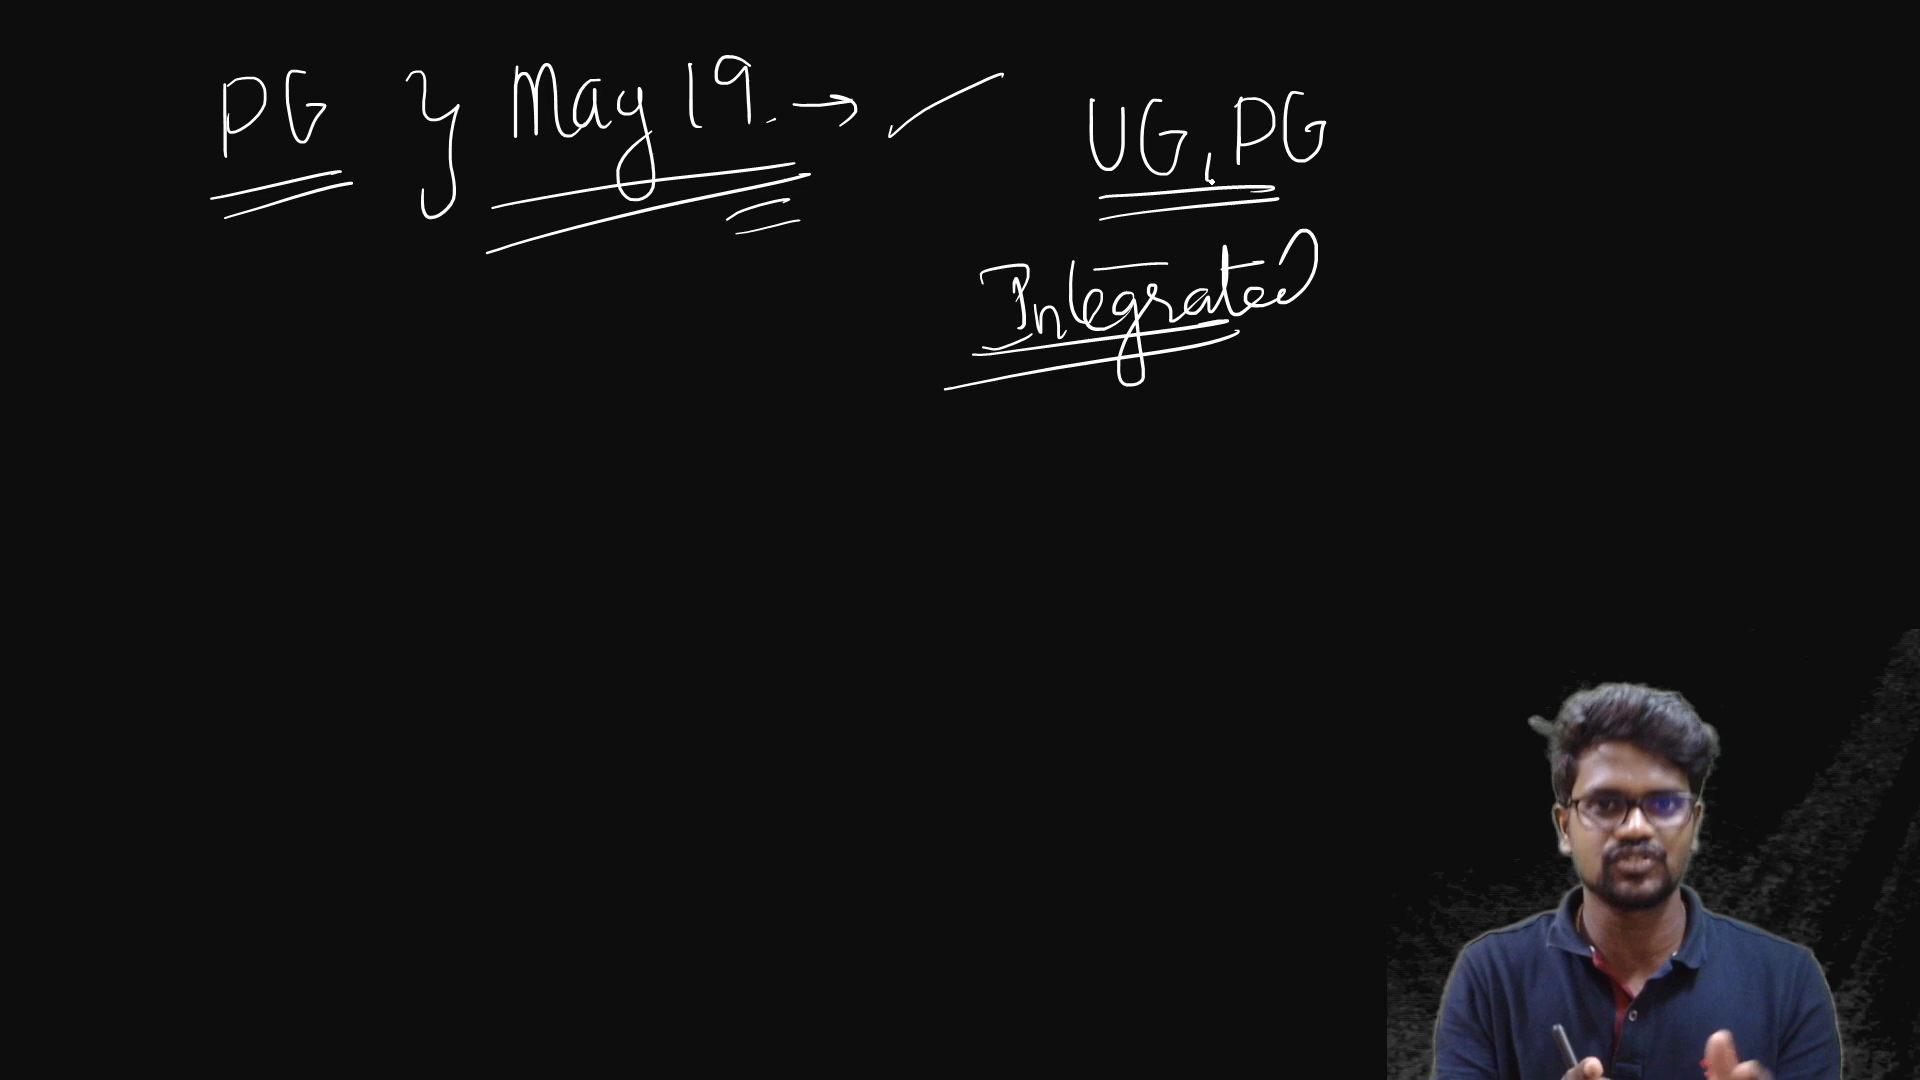 PG } May 19. → ✓
UG, PG
Integrated